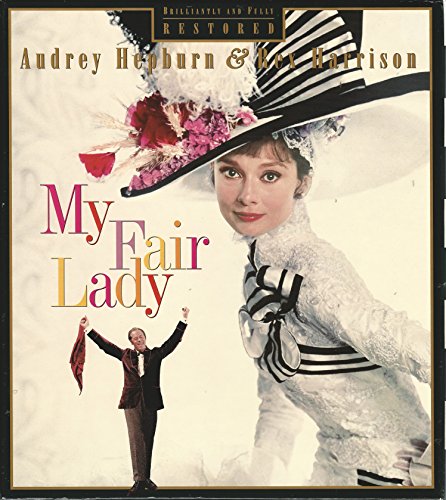 BRILLIANTLY AND FULLY
RESTORED
Audrey Hepburn & Rex Harrison
My
Fair
Lady